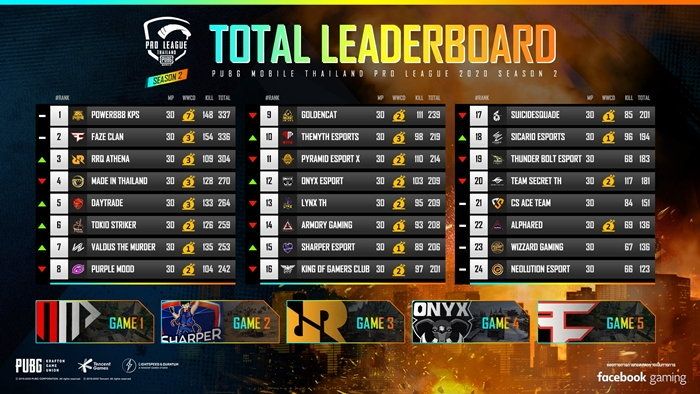 PRO LEAGUE
THAILAND
SEASON 2
TOTAL LEADERBOARD
PUBG MOBILE THAILAND PRO LEAGUE 2020 SEASON 2
#RANK MP WWCD KILL TOTAL
1 POWER888 KPS 30 148 337
2 FAZE CLAN 30 2 154 336
3 RRQ ATHENA 30 3 109 304
4 MADE IN THAILAND 30 3 128 270
5 DAYTRADE 30 3 133 264
6 TOKIO STRIKER 30 2 126 259
7 VALDUS THE MURDER 30 1 135 253
8 PURPLE MOOD 30 2 104 242
#RANK MP WWCD KILL TOTAL
9 GOLDENCAT 30 111 239
10 THEMYTH ESPORTS 30 3 98 219
11 PYRAMID ESPORT X 30 2 110 214
12 ONYX ESPORT 30 2 103 209
13 LYNX TH 30 2 95 209
14 ARMORY GAMING 30 1 93 208
15 SHARPER ESPORT 30 1 89 206
16 KING OF GAMERS CLUB 30 2 97 201
#RANK MP WWCD KILL TOTAL
17 SUICIDESQUADE 30 1 85 201
18 SICARIO ESPORTS 30 1 96 194
19 THUNDER BOLT ESPORT 30 68 183
20 TEAM SECRET TH 30 2 117 181
21 CS ACE TEAM 30 84 151
22 ALPHARED 30 2 69 136
23 WIZZARD GAMING 30 67 136
24 NEOLUTION ESPORT 30 66 123
GAME 1
SHARPER
GAME 2
GAME 3
ONYX
GAME 4
GAME 5
PUBG
KRAFTON
GAME
UNION
Tencent
Games
LIGHTSPEED & QUANTUM
facebook gaming